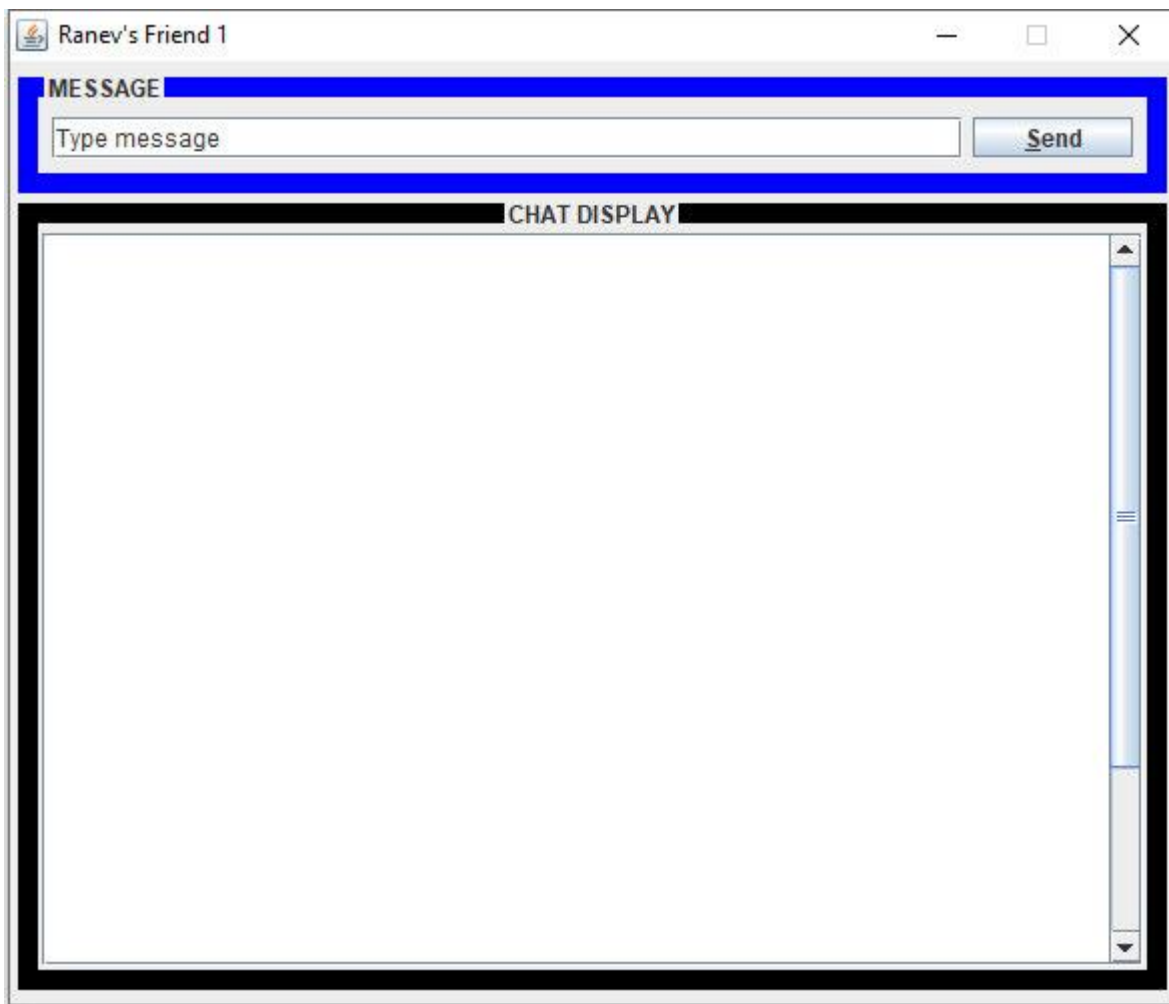 Ranev's Friend 1
MESSAGE
Type message
Send
CHAT DISPLAY